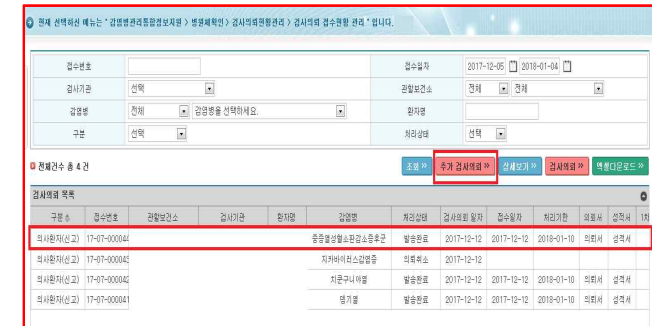 현재 선택하신 메뉴는 " 감염병관리통합정보지원 > 병원체확인 > 검사의뢰현황관리 > 검사의뢰 접수현황 관리 " 입니다.
접수번호 접수일자 2017-12-05 2018-01-04
검사기관 선택 관할보건소 전체 전체
감염병 전체 감염병을 선택하세요. 환자명
구분 선택 처리상태 선택
전체건수 총 4 건 조회 » 추가 검사의뢰 » 상세보기 » 검사의뢰 » 엑셀다운로드 »
검사의뢰 목록
구분 접수번호 관할보건소 검사기관 환자명 감염병 처리상태 검사의뢰 일자 접수일자 처리기한 의뢰서 성적서 1차
의사환자(신고) 17-07-000044 중증열성혈소판감소증후군 발송완료 2017-12-12 2017-12-12 2018-01-10 의뢰서 성적서
의사환자(신고) 17-07-00004 지카바이러스감염증 의뢰취소 2017-12-12
의사환자(신고) 17-07-000042 치쿤구니야열 발송완료 2017-12-12 2017-12-12 2018-01-10 의뢰서 성적서
의사환자(신고) 17-07-000041 뎅기열 발송완료 2017-12-12 2017-12-12 2018-01-10 의뢰서 성적서